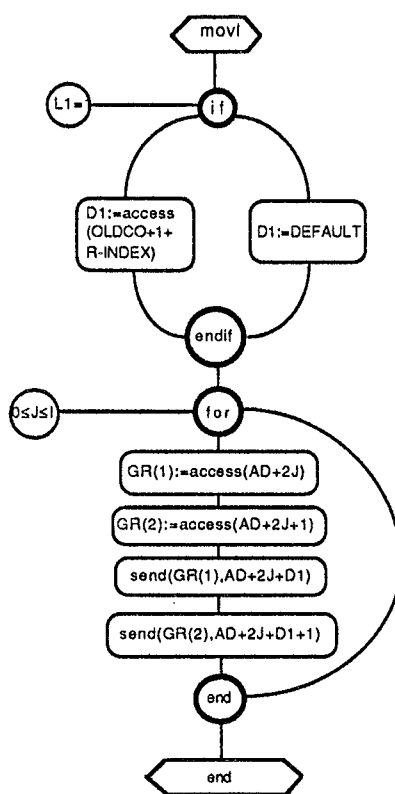 movI
if
L1=
D1:=access
(OLDCO+1+
R-INDEX)
D1:=DEFAULT
endif
0≤J≤I
for
GR(1):=access(AD+2J)
GR(2):=access(AD+2J+1)
send(GR(1),AD+2J+D1)
send(GR(2),AD+2J+D1+1)
end
end